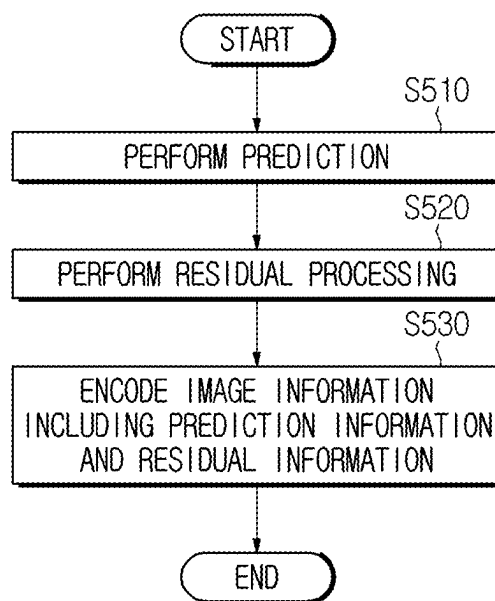 START
S510
PERFORM PREDICTION
S520
PERFORM RESIDUAL PROCESSING
S530
ENCODE IMAGE INFORMATION
INCLUDING PREDICTION INFORMATION
AND RESIDUAL INFORMATION
END